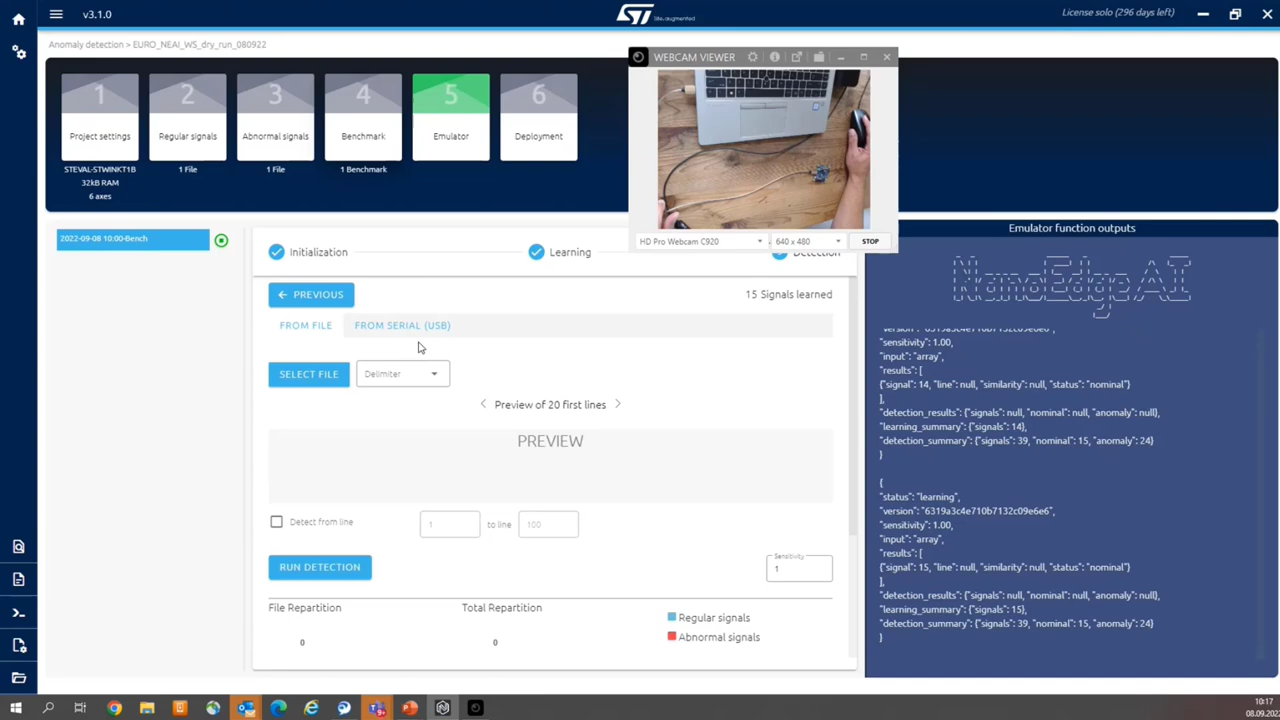 v3.1.0
ST life.augmented
License solo (296 days left)
Anomaly detection > EURO_NEAI_WS_dry_run_080922
WEBCAM VIEWER
1
2
3
4
5
6
Project settings
Regular signals
Abnormal signals
Benchmark
Emulator
Deployment
STEVAL-STWINKT1B
1 File
1 File
1 Benchmark
32kB RAM
6 axes
HD Pro Webcam C920
640 x 480
STOP
2022-09-08 10:00-Bench
Initialization
Learning
Detection
Emulator function outputs
NanoEdge AI
PREVIOUS
15 Signals learned
FROM FILE
FROM SERIAL (USB)
SELECT FILE
Delimiter
Preview of 20 first lines
PREVIEW
Detect from line
1
to line
100
RUN DETECTION
Sensitivity
1
File Repartition
Total Repartition
Regular signals
Abnormal signals
0
0
"version": "6319a3c4e710b7132c09e6e6",
"sensitivity": 1.00,
"input": "array",
"results": [
{"signal": 14, "line": null, "similarity": null, "status": "nominal"}
],
"detection_results": {"signals": null, "nominal": null, "anomaly": null},
"learning_summary": {"signals": 14},
"detection_summary": {"signals": 39, "nominal": 15, "anomaly": 24}
}
{
"status": "learning",
"version": "6319a3c4e710b7132c09e6e6",
"sensitivity": 1.00,
"input": "array",
"results": [
{"signal": 15, "line": null, "similarity": null, "status": "nominal"}
],
"detection_results": {"signals": null, "nominal": null, "anomaly": null},
"learning_summary": {"signals": 15},
"detection_summary": {"signals": 39, "nominal": 15, "anomaly": 24}
}
10:17
08.09.2022